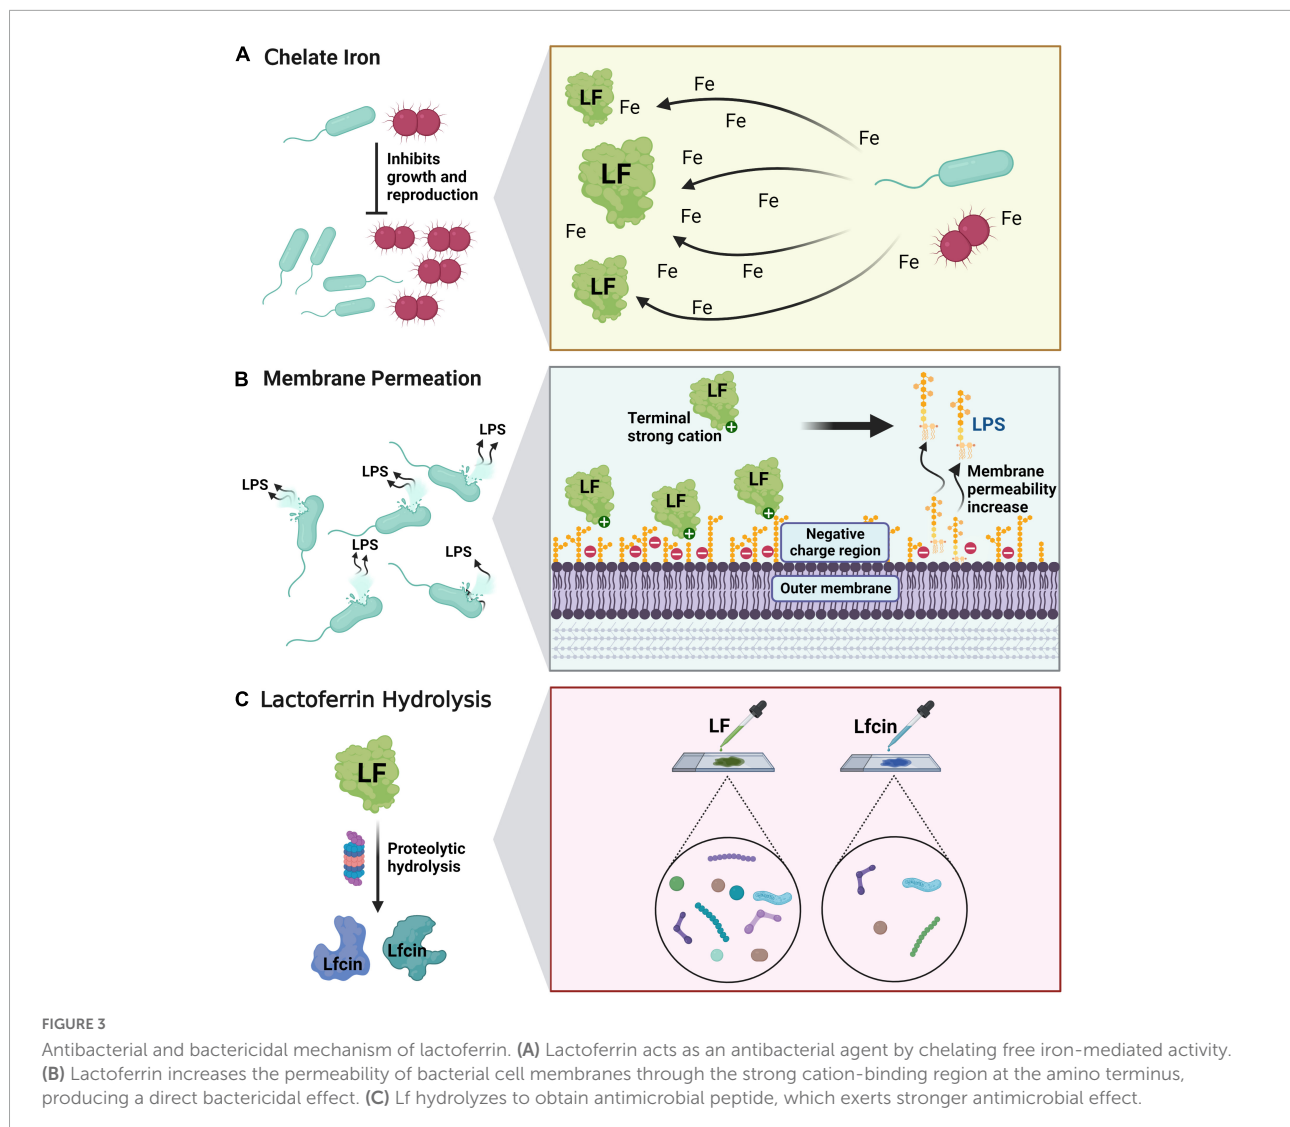 A Chelate Iron
Inhibits
growth and
reproduction
LF
Fe
Fe
Fe
Fe
LF
Fe
Fe
Fe
Fe
Fe
Fe
Fe
Fe
LF
Fe
B Membrane Permeation
LPS
LPS
LPS
LPS
LPS
LF
Terminal
strong cation
+
LPS
Membrane
permeability
increase
LF
+
LF
+
LF
+
Negative
charge region
Outer membrane
C Lactoferrin Hydrolysis
LF
Proteolytic
hydrolysis
Lfcin
Lfcin
LF
Lfcin
FIGURE 3
Antibacterial and bactericidal mechanism of lactoferrin. (A) Lactoferrin acts as an antibacterial agent by chelating free iron-mediated activity.
(B) Lactoferrin increases the permeability of bacterial cell membranes through the strong cation-binding region at the amino terminus,
producing a direct bactericidal effect. (C) Lf hydrolyzes to obtain antimicrobial peptide, which exerts stronger antimicrobial effect.